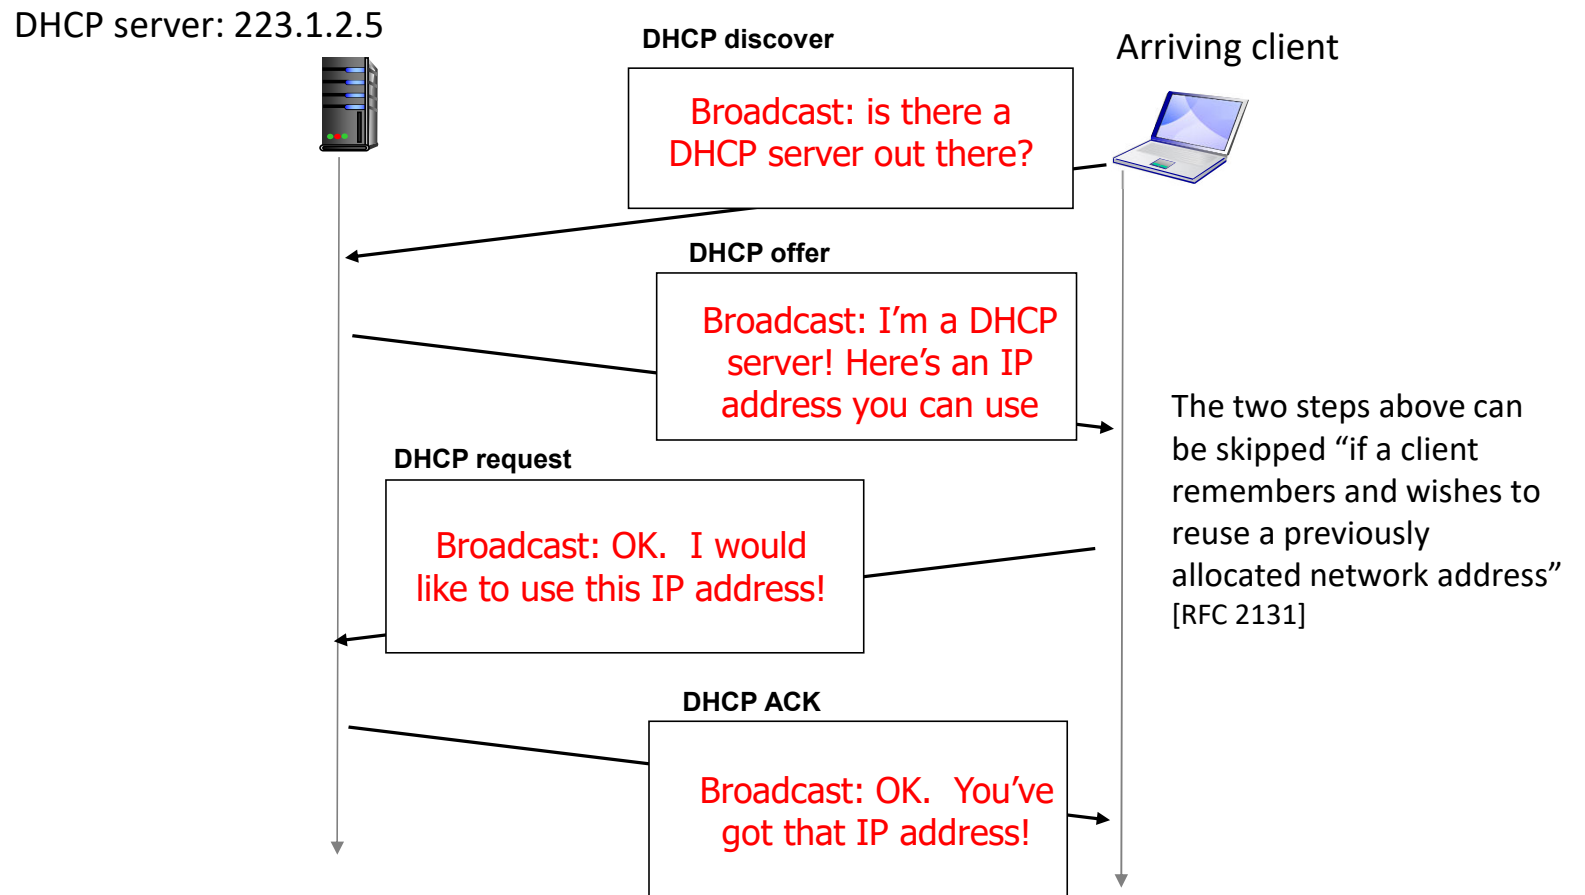 DHCP server: 223.1.2.5
DHCP discover
Arriving client
Broadcast: is there a
DHCP server out there?
DHCP offer
Broadcast: I’m a DHCP
server! Here’s an IP
address you can use
The two steps above can
be skipped “if a client
remembers and wishes to
reuse a previously
allocated network address”
[RFC 2131]
DHCP request
Broadcast: OK.  I would
like to use this IP address!
DHCP ACK
Broadcast: OK.  You’ve
got that IP address!